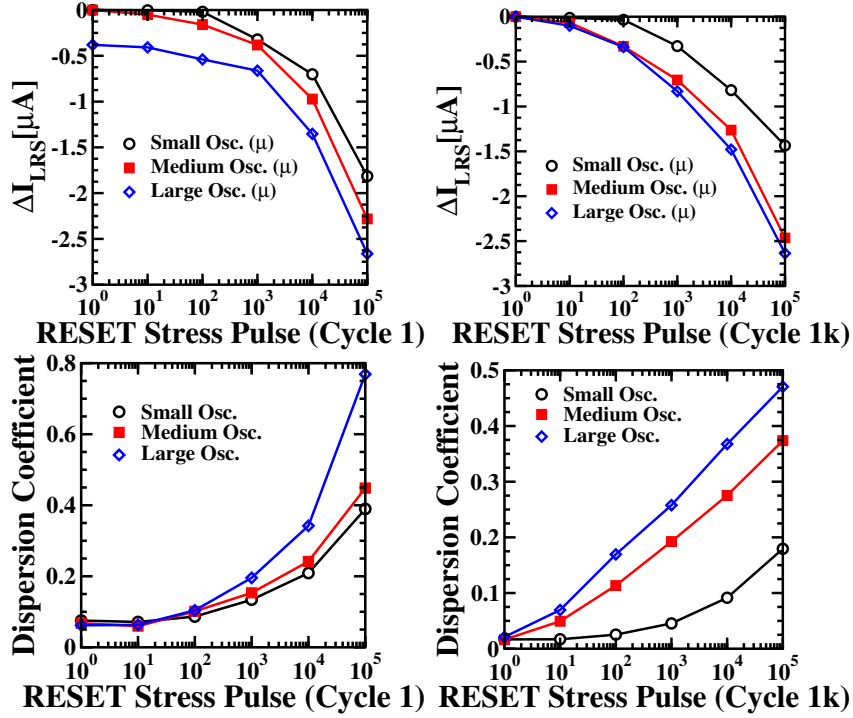 0
-0.5
-1
-1.5
-2
-2.5
-3
ΔI_LRS[μA]
Small Osc. (μ)
Medium Osc. (μ)
Large Osc. (μ)
10^0 10^1 10^2 10^3 10^4 10^5
RESET Stress Pulse (Cycle 1)
0
-0.5
-1
-1.5
-2
-2.5
-3
ΔI_LRS[μA]
Small Osc. (μ)
Medium Osc. (μ)
Large Osc. (μ)
10^0 10^1 10^2 10^3 10^4 10^5
RESET Stress Pulse (Cycle 1k)
0.8
0.6
0.4
0.2
0
Dispersion Coefficient
Small Osc.
Medium Osc.
Large Osc.
10^0 10^1 10^2 10^3 10^4 10^5
RESET Stress Pulse (Cycle 1)
0.5
0.4
0.3
0.2
0.1
0
Dispersion Coefficient
Small Osc.
Medium Osc.
Large Osc.
10^0 10^1 10^2 10^3 10^4 10^5
RESET Stress Pulse (Cycle 1k)